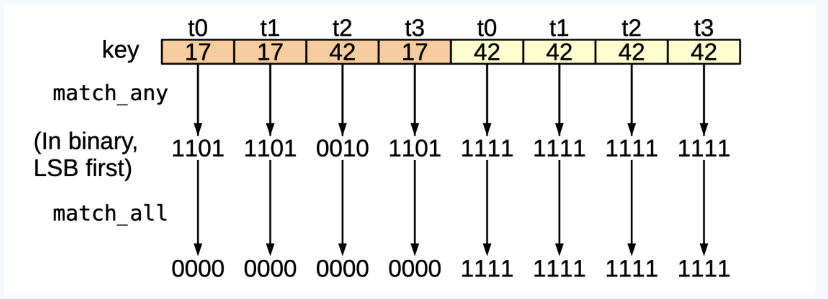 t0 t1 t2 t3 t0 t1 t2 t3
key 17 17 42 17 42 42 42 42
match_any
(In binary,
LSB first) 1101 1101 0010 1101 1111 1111 1111 1111
match_all
0000 0000 0000 0000 1111 1111 1111 1111